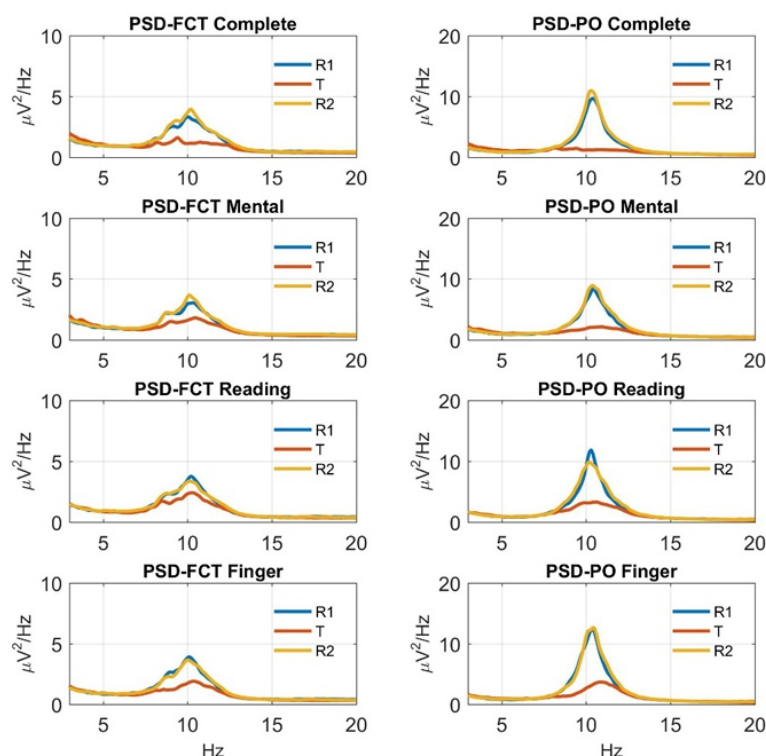 PSD-FCT Complete
10
5
0
μV²/Hz
R1
T
R2
5
10
15
20
PSD-PO Complete
20
10
0
μV²/Hz
R1
T
R2
5
10
15
20
PSD-FCT Mental
10
5
0
μV²/Hz
R1
T
R2
5
10
15
20
PSD-PO Mental
20
10
0
μV²/Hz
R1
T
R2
5
10
15
20
PSD-FCT Reading
10
5
0
μV²/Hz
R1
T
R2
5
10
15
20
PSD-PO Reading
20
10
0
μV²/Hz
R1
T
R2
5
10
15
20
PSD-FCT Finger
10
5
0
μV²/Hz
R1
T
R2
5
10
15
20
Hz
PSD-PO Finger
20
10
0
μV²/Hz
R1
T
R2
5
10
15
20
Hz